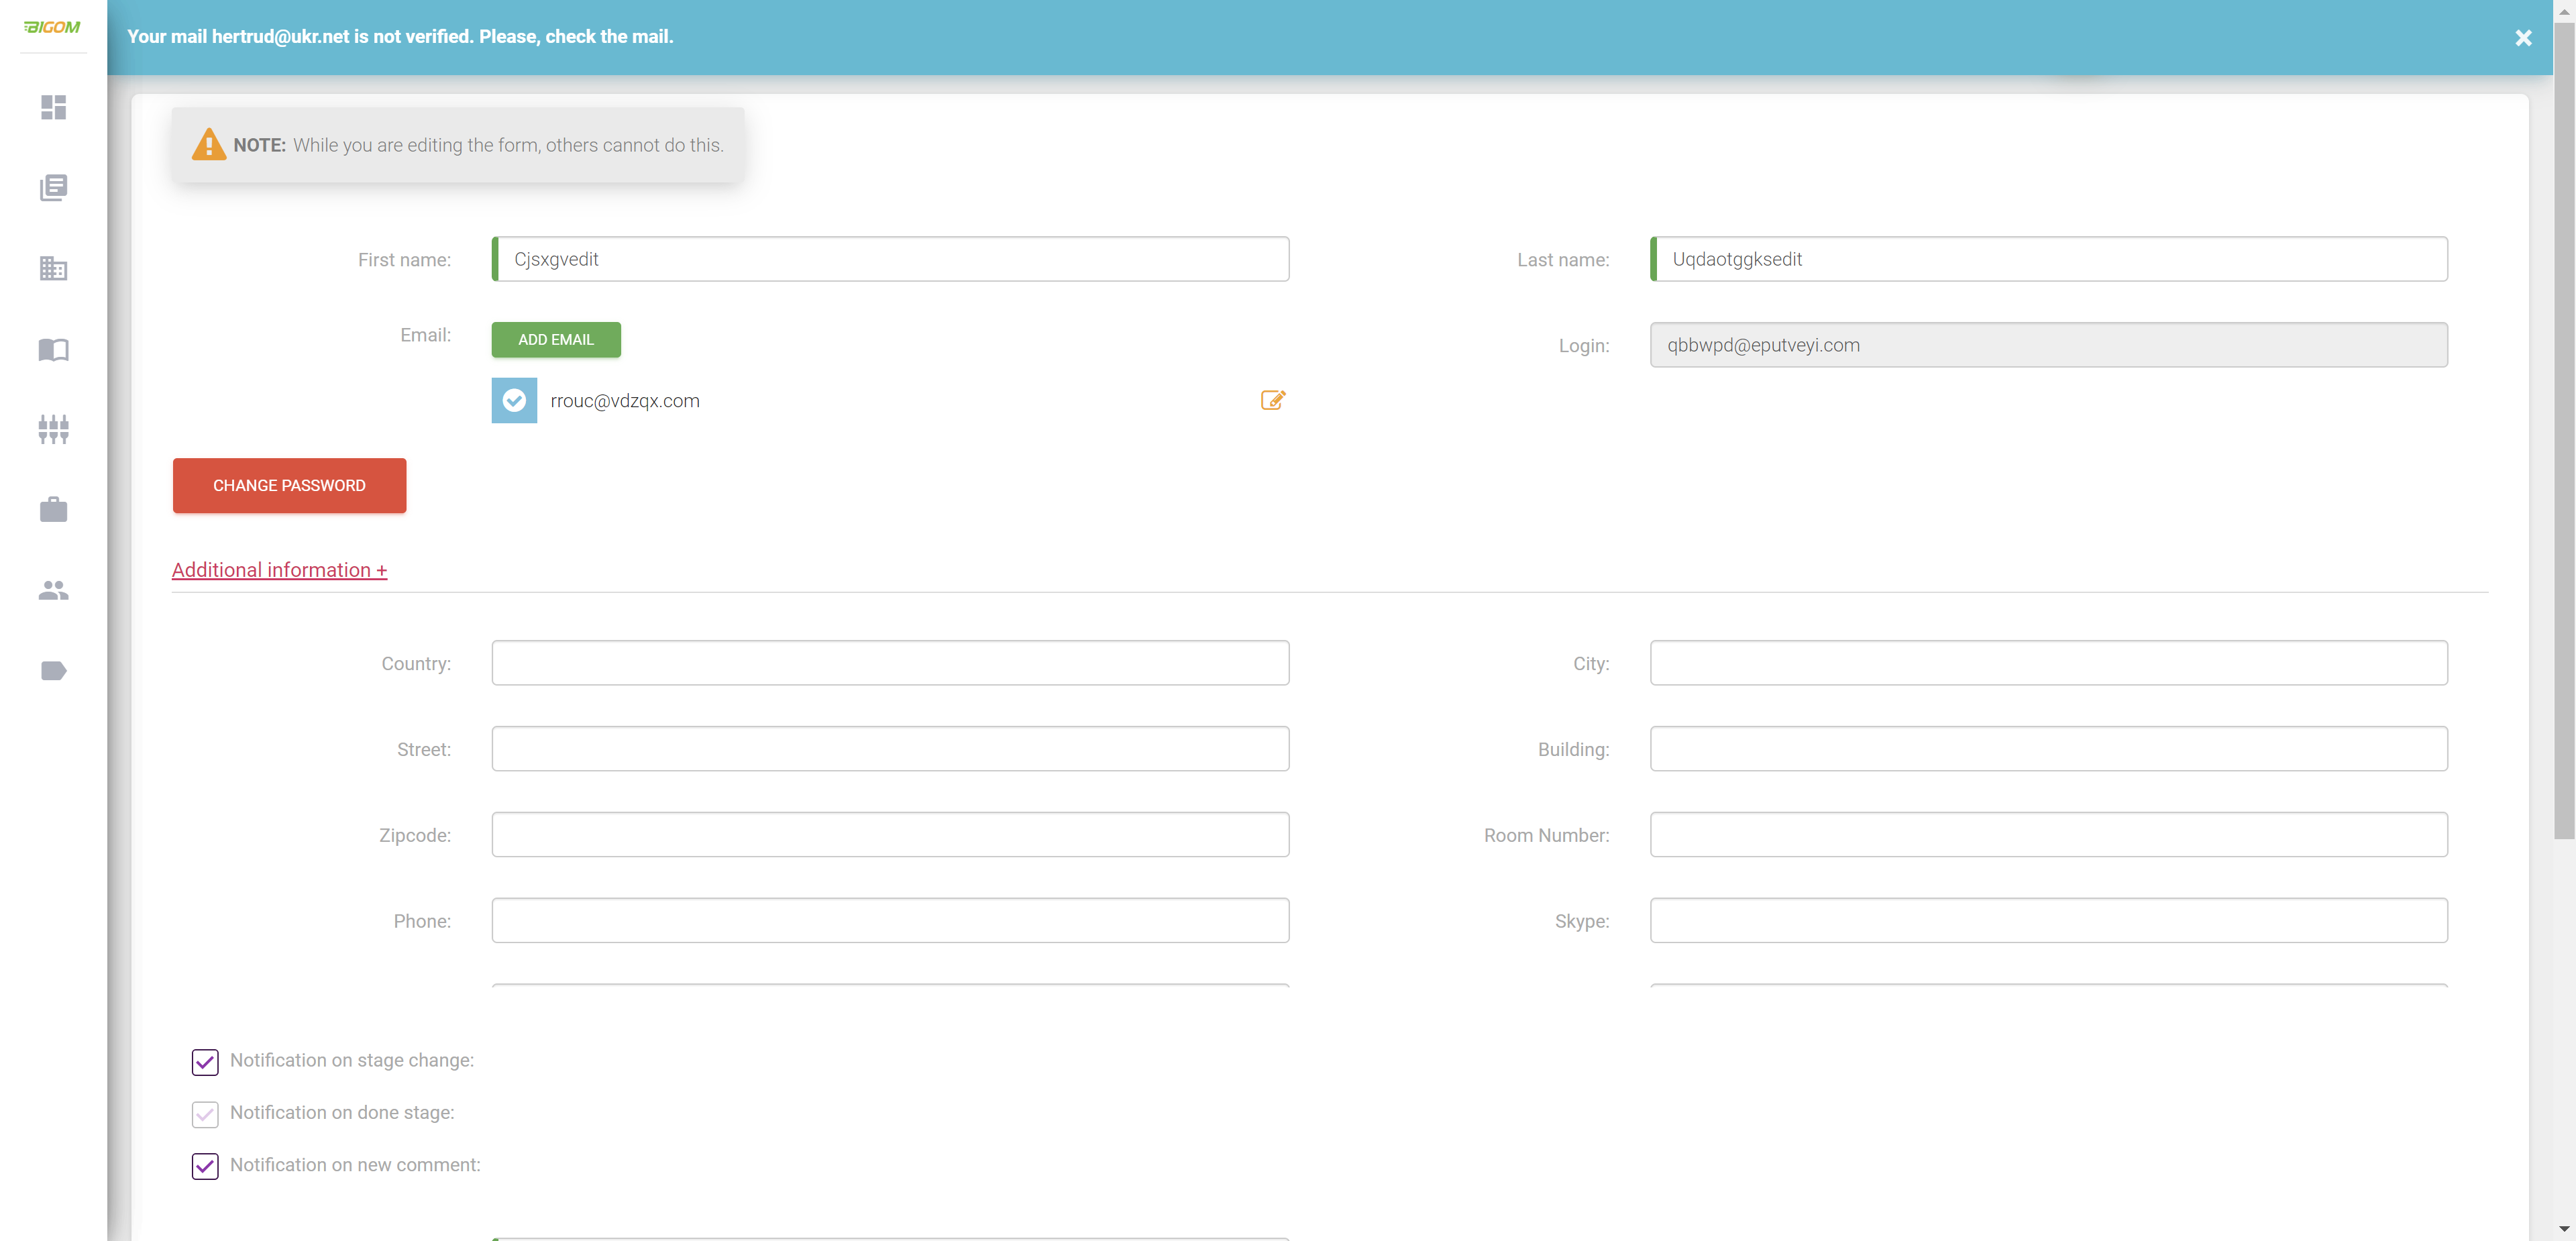 BIGOM
Your mail hertrud@ukr.net is not verified. Please, check the mail.
NOTE: While you are editing the form, others cannot do this.
First name: Cjsxgvedit
Last name: Uqdaotggksedit
Email: ADD EMAIL
Login: qbbwpd@eputveyi.com
rrouc@vdzqx.com
CHANGE PASSWORD
Additional information +
Country:
City:
Street:
Building:
Zipcode:
Room Number:
Phone:
Skype:
Notification on stage change:
Notification on done stage:
Notification on new comment: